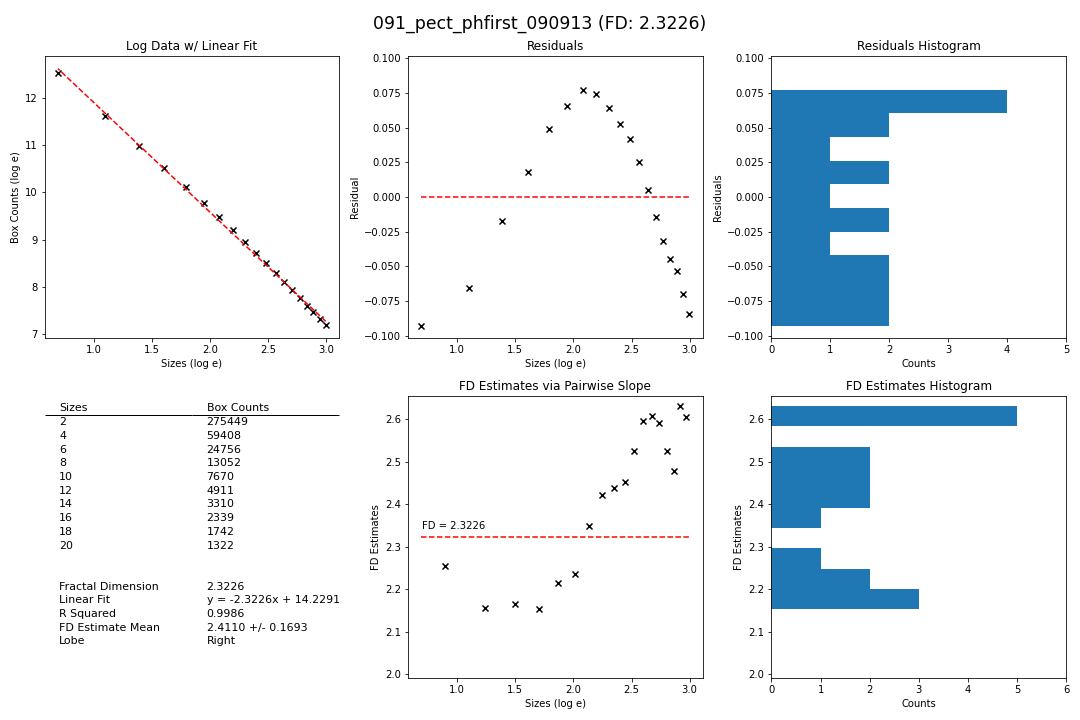 091_pect_phfirst_090913 (FD: 2.3226)
Log Data w/ Linear Fit
Box Counts (log e)
12
11
10
9
8
7
1.0 1.5 2.0 2.5 3.0
Sizes (log e)
Residuals
Residual
0.100
0.075
0.050
0.025
0.000
−0.025
−0.050
−0.075
−0.100
1.0 1.5 2.0 2.5 3.0
Sizes (log e)
Residuals Histogram
Residuals
0.100
0.075
0.050
0.025
0.000
−0.025
−0.050
−0.075
−0.100
0 1 2 3 4 5
Counts
Sizes Box Counts
2 275449
4 59408
6 24756
8 13052
10 7670
12 4911
14 3310
16 2339
18 1742
20 1322
Fractal Dimension 2.3226
Linear Fit y = -2.3226x + 14.2291
R Squared 0.9986
FD Estimate Mean 2.4110 +/- 0.1693
Lobe Right
FD Estimates via Pairwise Slope
FD Estimates
2.6
2.5
2.4
2.3
2.2
2.1
2.0
FD = 2.3226
1.0 1.5 2.0 2.5 3.0
Sizes (log e)
FD Estimates Histogram
FD Estimates
2.6
2.5
2.4
2.3
2.2
2.1
2.0
0 1 2 3 4 5 6
Counts